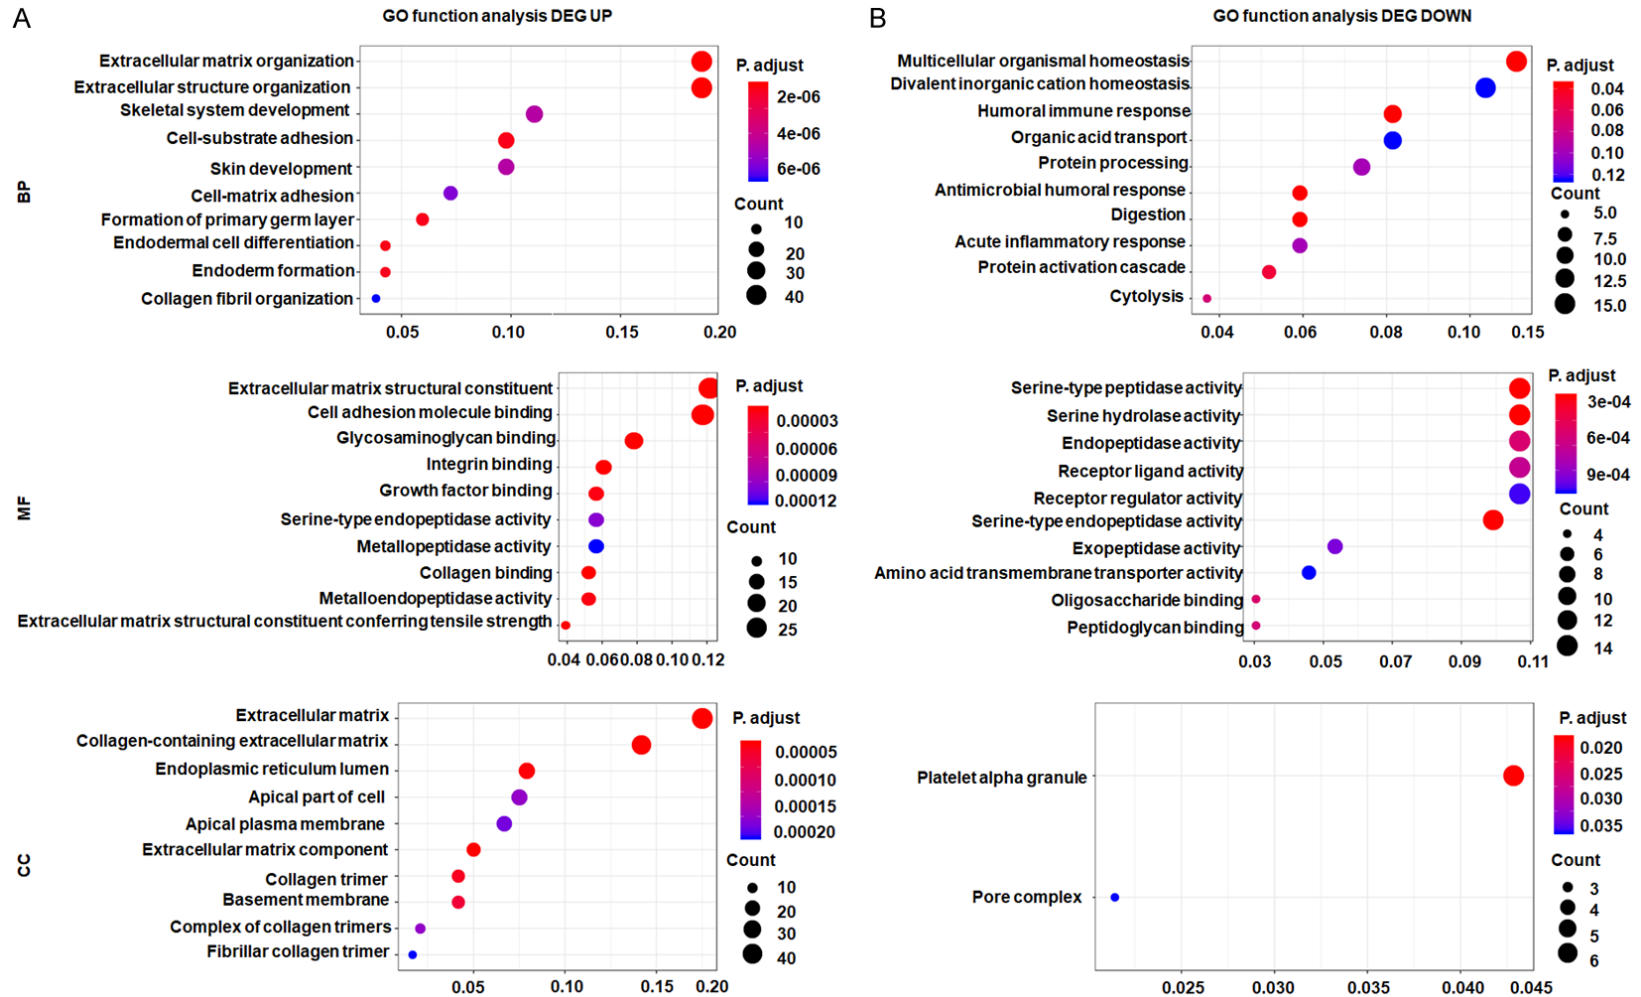 A
GO function analysis DEG UP
BP
Extracellular matrix organization
Extracellular structure organization
Skeletal system development
Cell-substrate adhesion
Skin development
Cell-matrix adhesion
Formation of primary germ layer
Endodermal cell differentiation
Endoderm formation
Collagen fibril organization
0.05 0.10 0.15 0.20
P. adjust
2e-06
4e-06
6e-06
Count
10
20
30
40
MF
Extracellular matrix structural constituent
Cell adhesion molecule binding
Glycosaminoglycan binding
Integrin binding
Growth factor binding
Serine-type endopeptidase activity
Metallopeptidase activity
Collagen binding
Metalloendopeptidase activity
Extracellular matrix structural constituent conferring tensile strength
0.04 0.06 0.08 0.10 0.12
P. adjust
0.00003
0.00006
0.00009
0.00012
Count
10
15
20
25
CC
Extracellular matrix
Collagen-containing extracellular matrix
Endoplasmic reticulum lumen
Apical part of cell
Apical plasma membrane
Extracellular matrix component
Collagen trimer
Basement membrane
Complex of collagen trimers
Fibrillar collagen trimer
0.05 0.10 0.15 0.20
P. adjust
0.00005
0.00010
0.00015
0.00020
Count
10
20
30
40
B
GO function analysis DEG DOWN
Multicellular organismal homeostasis
Divalent inorganic cation homeostasis
Humoral immune response
Organic acid transport
Protein processing
Antimicrobial humoral response
Digestion
Acute inflammatory response
Protein activation cascade
Cytolysis
0.04 0.06 0.08 0.10 0.15
P. adjust
0.04
0.06
0.08
0.10
0.12
Count
5.0
7.5
10.0
12.5
15.0
Serine-type peptidase activity
Serine hydrolase activity
Endopeptidase activity
Receptor ligand activity
Receptor regulator activity
Serine-type endopeptidase activity
Exopeptidase activity
Amino acid transmembrane transporter activity
Oligosaccharide binding
Peptidoglycan binding
0.03 0.05 0.07 0.09 0.11
P. adjust
3e-04
6e-04
9e-04
Count
4
6
8
10
12
14
Platelet alpha granule
Pore complex
0.025 0.030 0.035 0.040 0.045
P. adjust
0.020
0.025
0.030
0.035
Count
3
4
5
6